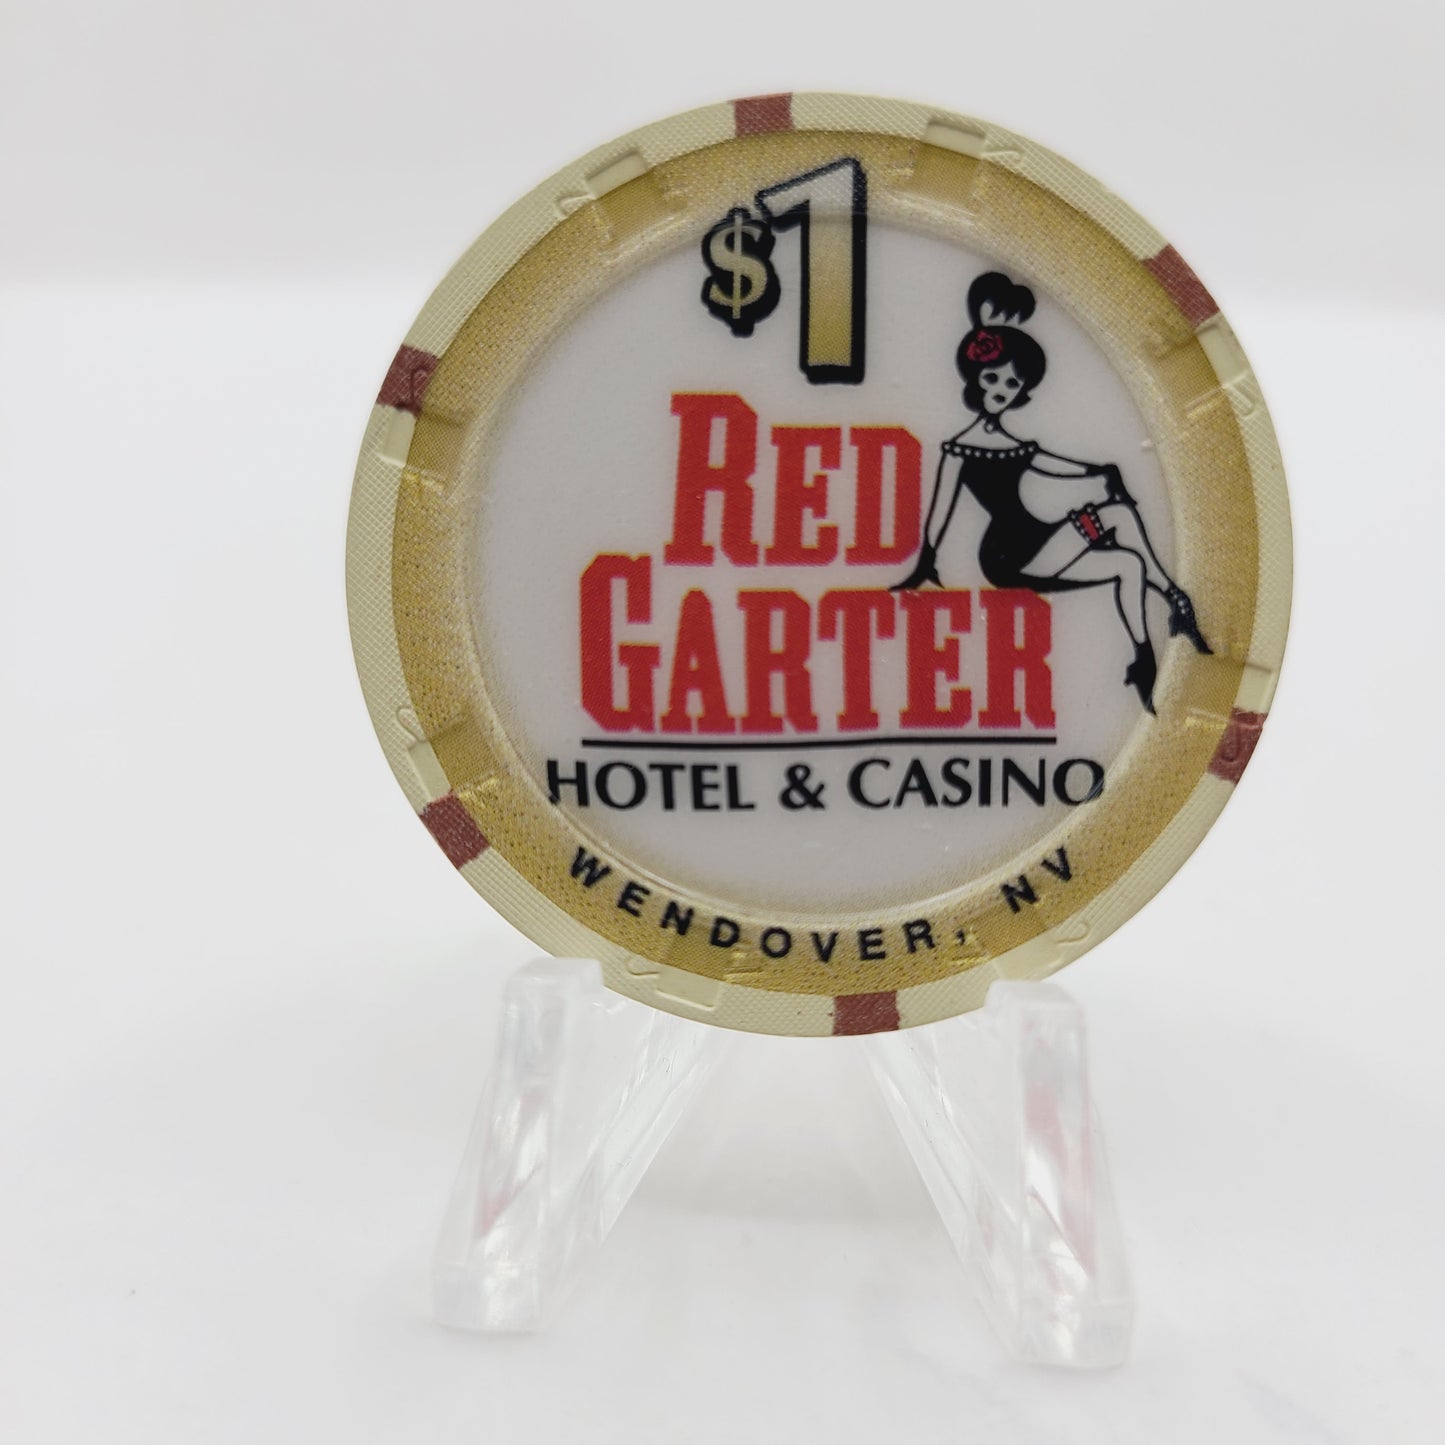 $1
RED
GARTER
HOTEL & CASINO
WENDOVER, NV